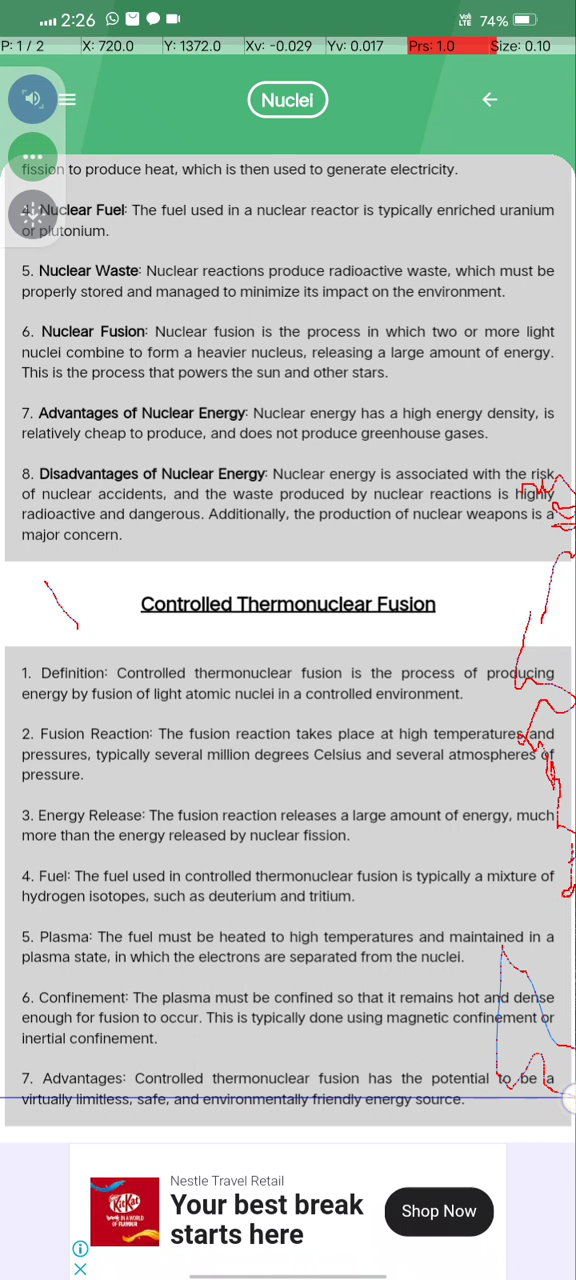 2:26
Vo)) LTE 74%
P: 1 / 2 X: 720.0 Y: 1372.0 Xv: -0.029 Yv: 0.017 Prs: 1.0 Size: 0.10
Nuclei
fission to produce heat, which is then used to generate electricity.
4. Nuclear Fuel: The fuel used in a nuclear reactor is typically enriched uranium
or plutonium.
5. Nuclear Waste: Nuclear reactions produce radioactive waste, which must be
properly stored and managed to minimize its impact on the environment.
6. Nuclear Fusion: Nuclear fusion is the process in which two or more light
nuclei combine to form a heavier nucleus, releasing a large amount of energy.
This is the process that powers the sun and other stars.
7. Advantages of Nuclear Energy: Nuclear energy has a high energy density, is
relatively cheap to produce, and does not produce greenhouse gases.
8. Disadvantages of Nuclear Energy: Nuclear energy is associated with the risk
of nuclear accidents, and the waste produced by nuclear reactions is highly
radioactive and dangerous. Additionally, the production of nuclear weapons is a
major concern.
Controlled Thermonuclear Fusion
1. Definition: Controlled thermonuclear fusion is the process of producing
energy by fusion of light atomic nuclei in a controlled environment.
2. Fusion Reaction: The fusion reaction takes place at high temperatures and
pressures, typically several million degrees Celsius and several atmospheres of
pressure.
3. Energy Release: The fusion reaction releases a large amount of energy, much
more than the energy released by nuclear fission.
4. Fuel: The fuel used in controlled thermonuclear fusion is typically a mixture of
hydrogen isotopes, such as deuterium and tritium.
5. Plasma: The fuel must be heated to high temperatures and maintained in a
plasma state, in which the electrons are separated from the nuclei.
6. Confinement: The plasma must be confined so that it remains hot and dense
enough for fusion to occur. This is typically done using magnetic confinement or
inertial confinement.
7. Advantages: Controlled thermonuclear fusion has the potential to be a
virtually limitless, safe, and environmentally friendly energy source.
Nestle Travel Retail
Your best break
starts here
Shop Now
KitKat